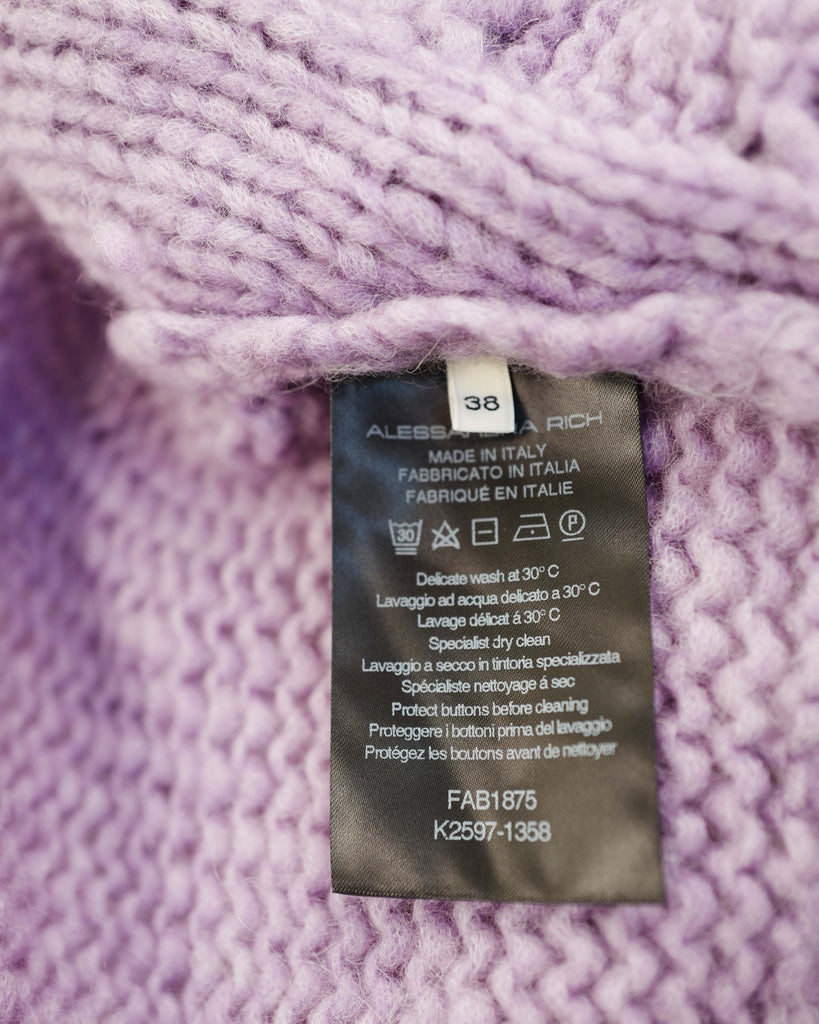 38
ALESSANDRA RICH
MADE IN ITALY
FABBRICATO IN ITALIA
FABRIQUÉ EN ITALIE
30 P
Delicate wash at 30° C
Lavaggio ad acqua delicato a 30° C
Lavage délicat á 30° C
Specialist dry clean
Lavaggio a secco in tintoria specializzata
Spécialiste nettoyage á sec
Protect buttons before cleaning
Proteggere i bottoni prima del lavaggio
Protégez les boutons avant de nettoyer
FAB1875
K2597-1358